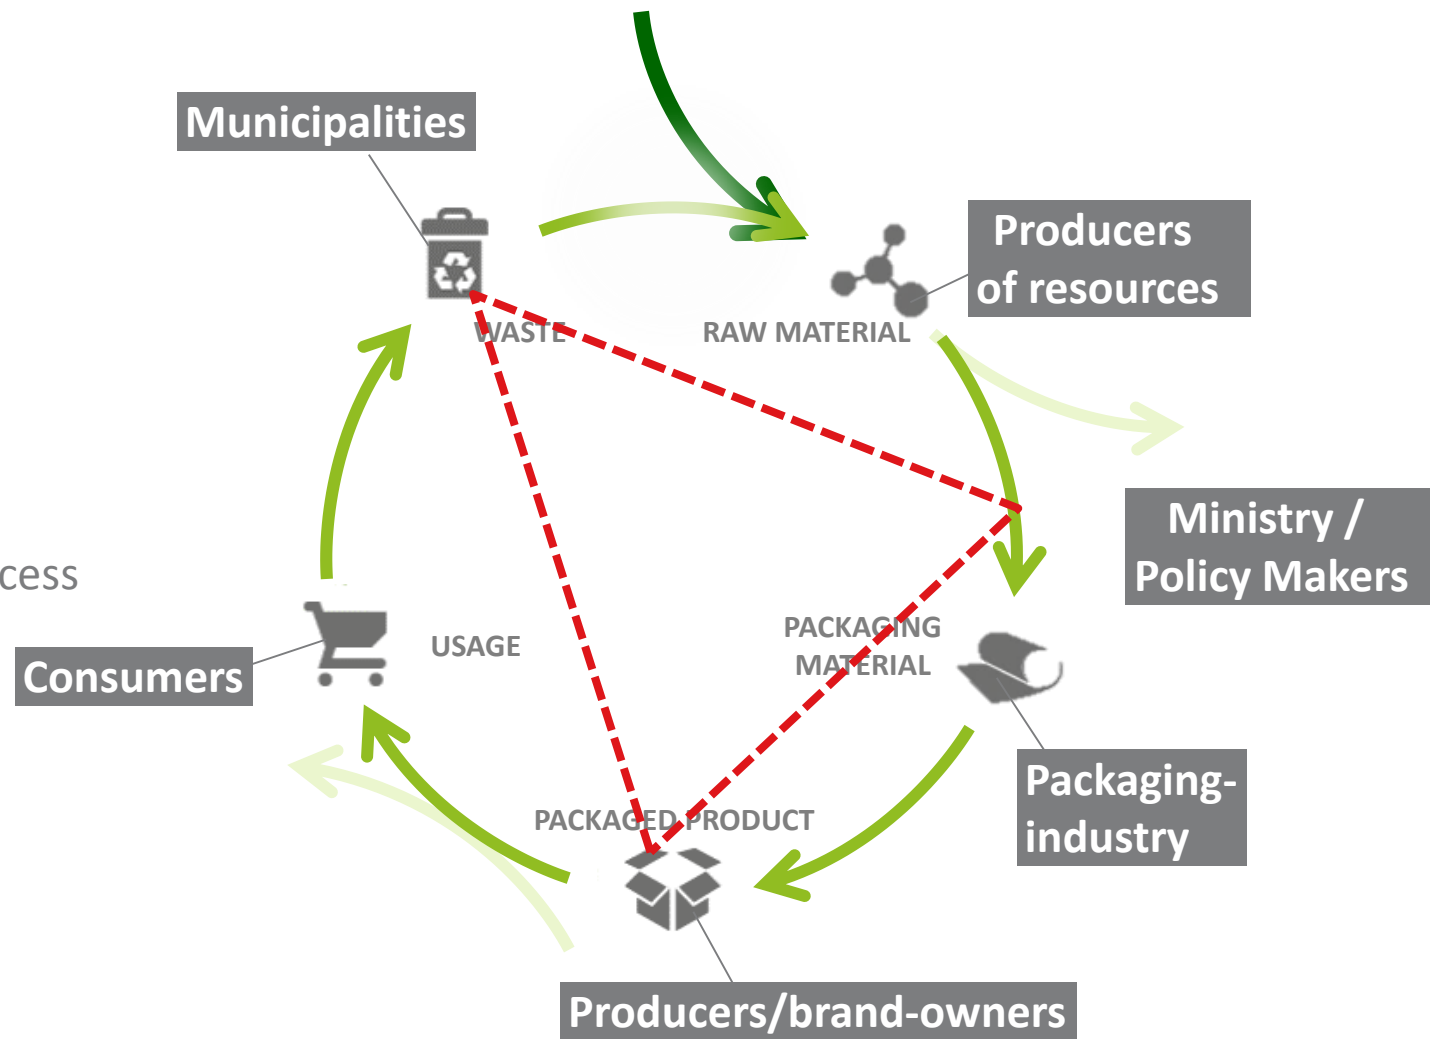 Municipalities
Producers
of resources
WASTE
RAW MATERIAL
Ministry /
Policy Makers
cess
USAGE
PACKAGING
MATERIAL
Consumers
Packaging-
industry
PACKAGED PRODUCT
Producers/brand-owners